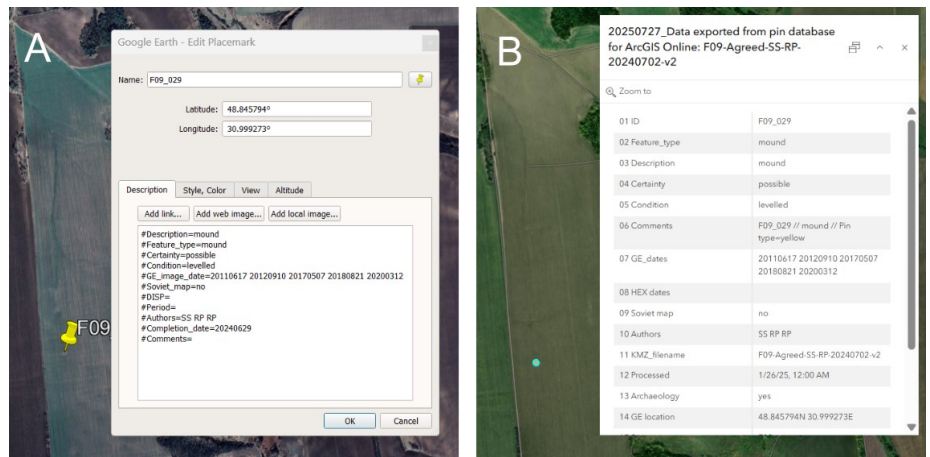 A
Google Earth - Edit Placemark
Name: F09_029
Latitude: 48.845794º
Longitude: 30.999273º
Description Style, Color View Altitude
Add link... Add web image... Add local image...
#Description=mound
#Feature_type=mound
#Certainty=possible
#Condition=levelled
#GE_image_date=20110617 20120910 20170507 20180821 20200312
#Soviet_map=no
#DISP=
#Period=
#Authors=SS RP RP
#Completion_date=20240629
#Comments=
F09
OK Cancel
B
20250727_Data exported
from pin database
for ArcGIS Online: F09-Agreed-SS-RP-
20240702-v2
Zoom to
01 ID F09_029
02 Feature_type mound
03 Description mound
04 Certainty possible
05 Condition levelled
06 Comments F09_029 // mound // Pin
type=yellow
07 GE_dates 20110617 20120910 20170507
20180821 20200312
08 HEX dates
09 Soviet map no
10 Authors SS RP RP
11 KMZ_filename F09-Agreed-SS-RP-20240702-v2
12 Processed 1/26/25, 12:00 AM
13 Archaeology yes
14 GE location 48.845794N 30.999273E